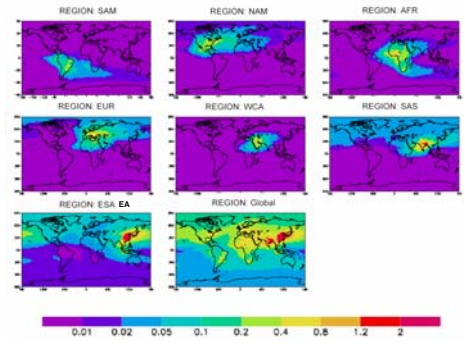 REGION: SAM
REGION: NAM
REGION: AFR
REGION: EUR
REGION: WCA
REGION: SAS
REGION: ESA EA
REGION: Global
0.01 0.02 0.05 0.1 0.2 0.4 0.8 1.2 2